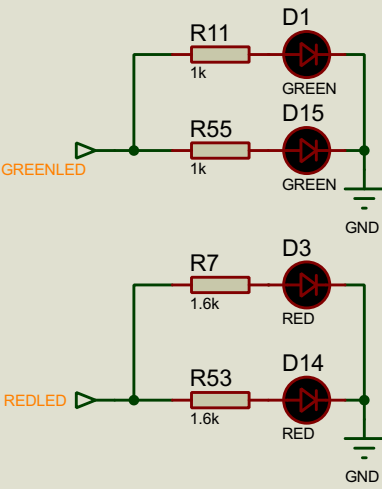 D1
R11
1k
GREEN
D15
R55
1k
GREEN
GREENLED
GND
D3
R7
1.6k
RED
D14
R53
1.6k
RED
REDLED
GND